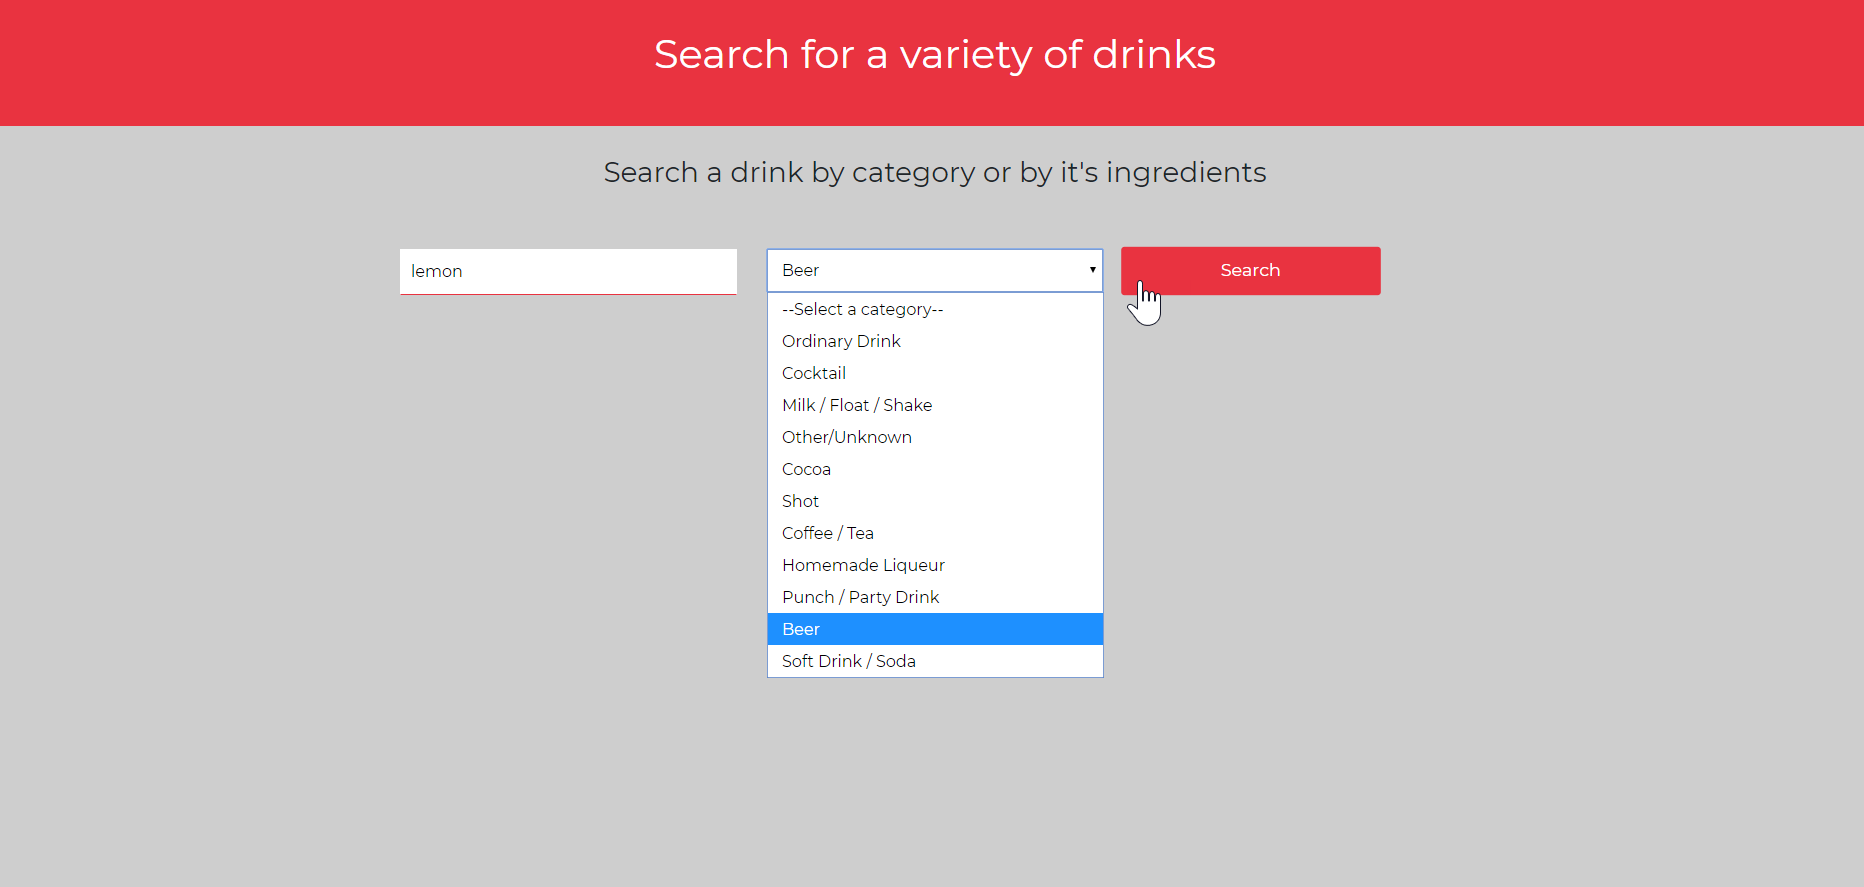 Search for a variety of drinks
Search a drink by category or by it's ingredients
lemon
Beer
Search
--Select a category--
Ordinary Drink
Cocktail
Milk / Float / Shake
Other/Unknown
Cocoa
Shot
Coffee / Tea
Homemade Liqueur
Punch / Party Drink
Beer
Soft Drink / Soda